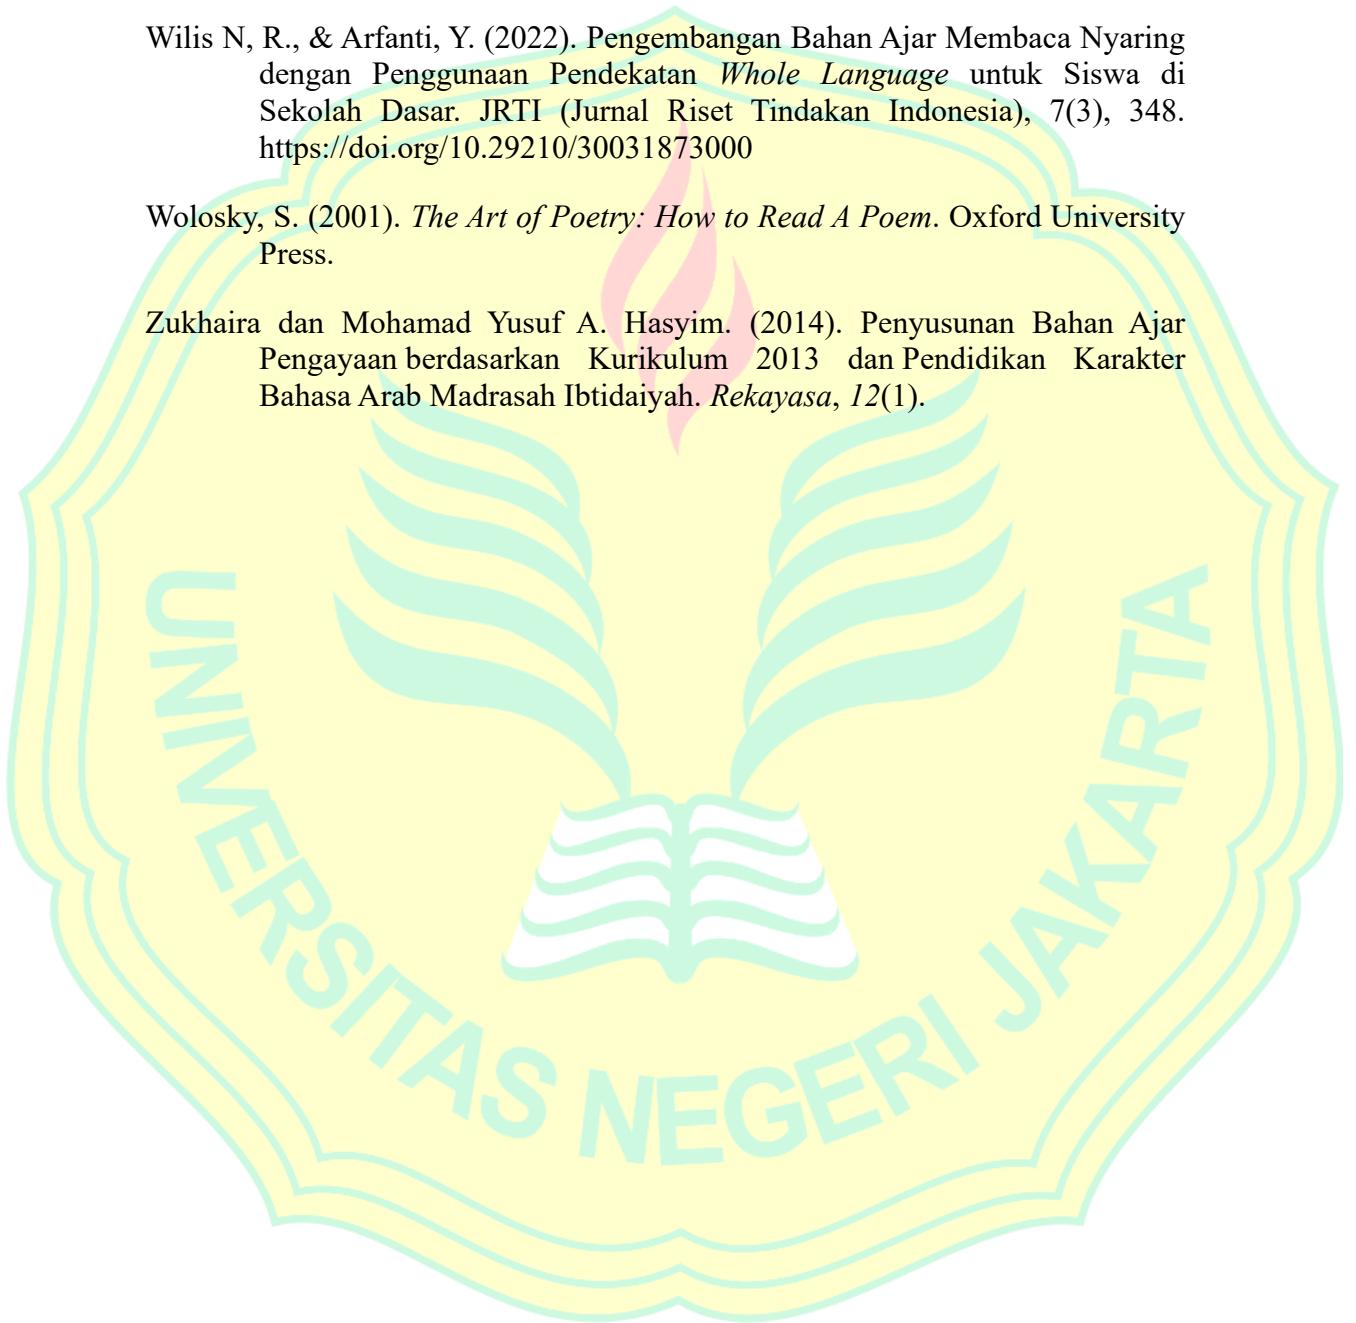 Wilis N, R., & Arfanti, Y. (2022). Pengembangan Bahan Ajar Membaca Nyaring
dengan Penggunaan Pendekatan Whole Language untuk Siswa di
Sekolah Dasar. JRTI (Jurnal Riset Tindakan Indonesia), 7(3), 348.
https://doi.org/10.29210/30031873000
Wolosky, S. (2001). The Art of Poetry: How to Read A Poem. Oxford University
Press.
Zukhaira dan Mohamad Yusuf A. Hasyim. (2014). Penyusunan Bahan Ajar
Pengayaan berdasarkan Kurikulum 2013 dan Pendidikan Karakter
Bahasa Arab Madrasah Ibtidaiyah. Rekayasa, 12(1).
UNIVERSITAS NEGERI JAKARTA